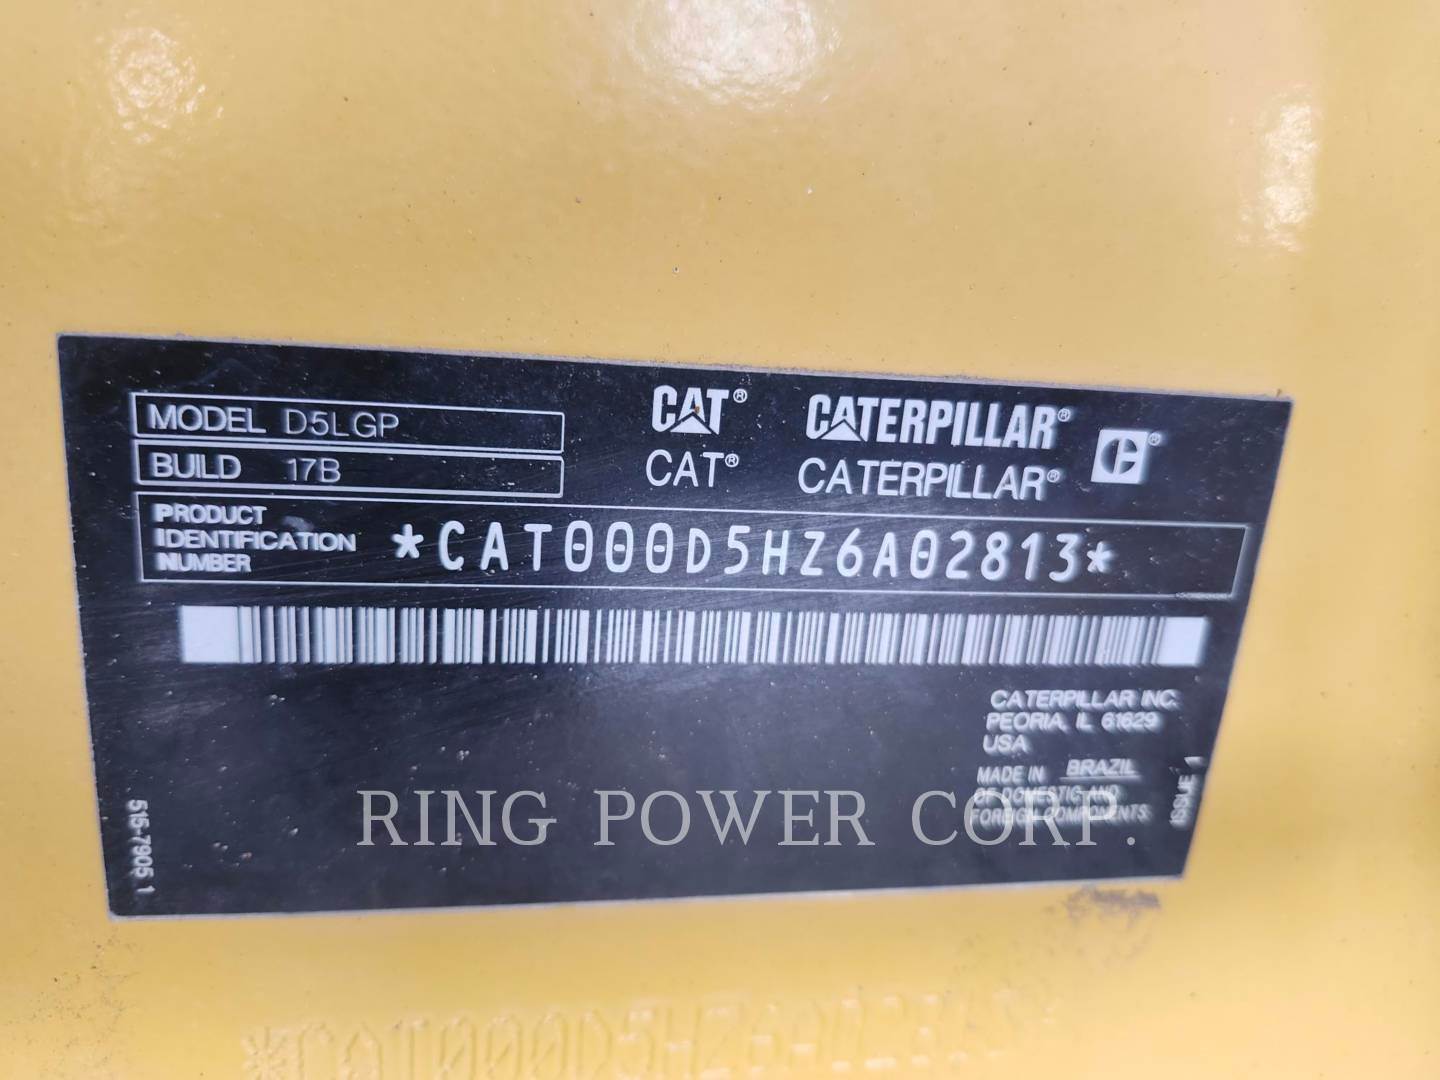 MODEL D5LGP
BUILD 17B
CAT® CATERPILLAR®
CAT® CATERPILLAR®
PRODUCT
IDENTIFICATION
NUMBER
*CAT000D5HZ6A02813*
CATERPILLAR INC.
PEORIA, IL 61629
USA
MADE IN BRAZIL
OF DOMESTIC AND
FOREIGN COMPONENTS
ISSUE 1
515-7905 1
RING POWER CORP.